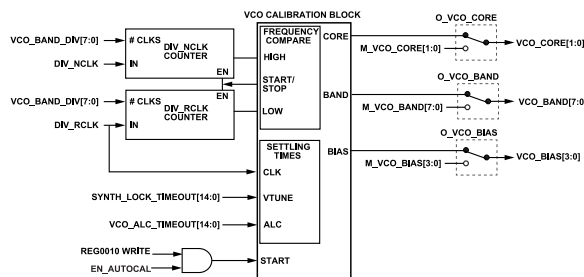 VCO CALIBRATION BLOCK
O_VCO_CORE
VCO_BAND_DIV[7:0]
# CLKS
DIV_NCLK
COUNTER
DIV_NCLK
IN
EN
FREQUENCY
COMPARE
HIGH
START/
STOP
LOW
CORE
M_VCO_CORE[1:0]
VCO_CORE[1:0]
VCO_BAND_DIV[7:0]
# CLKS
EN
DIV_RCLK
COUNTER
DIV_RCLK
IN
BAND
O_VCO_BAND
M_VCO_BAND[7:0]
VCO_BAND[7:0]
SETTLING
TIMES
CLK
VTUNE
ALC
BIAS
O_VCO_BIAS
M_VCO_BIAS[3:0]
VCO_BIAS[3:0]
SYNTH_LOCK_TIMEOUT[14:0]
VCO_ALC_TIMEOUT[14:0]
REG0010 WRITE
EN_AUTOCAL
START